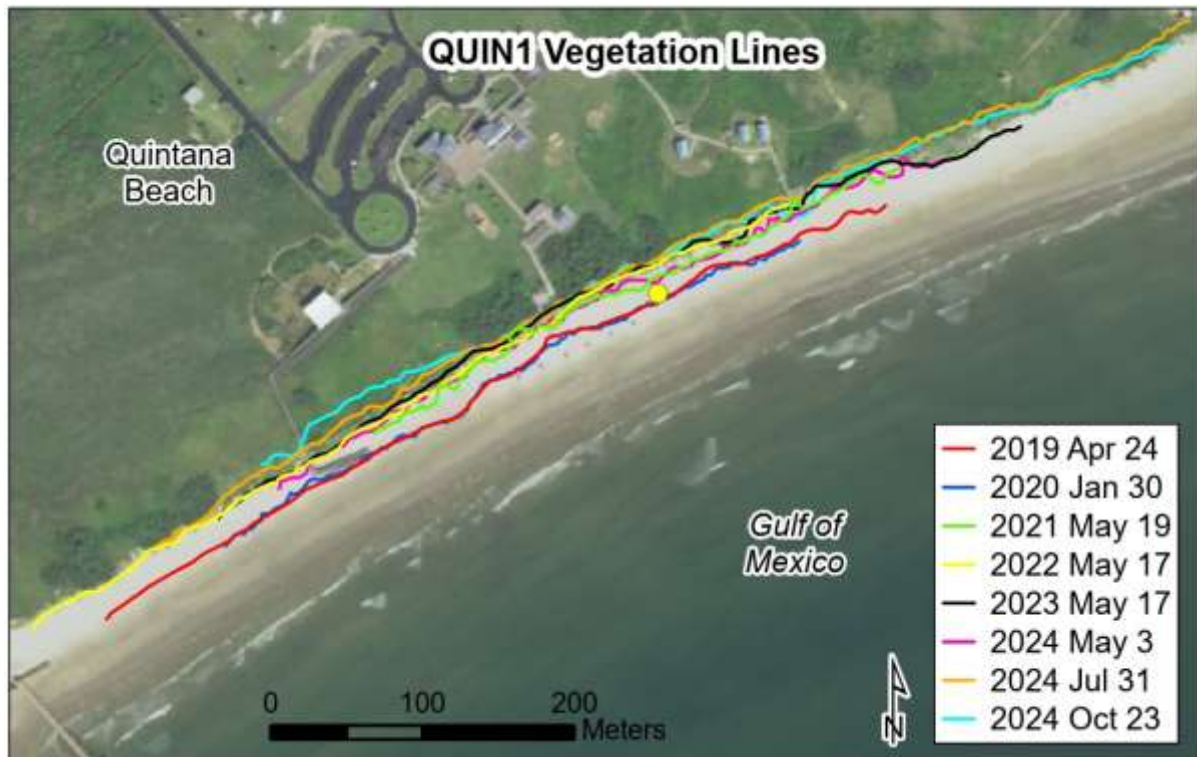 QUIN1 Vegetation Lines
Quintana
Beach
2019 Apr 24
2020 Jan 30
2021 May 19
2022 May 17
2023 May 17
2024 May 3
2024 Jul 31
2024 Oct 23
Gulf of
Mexico
0 100 200
Meters
N